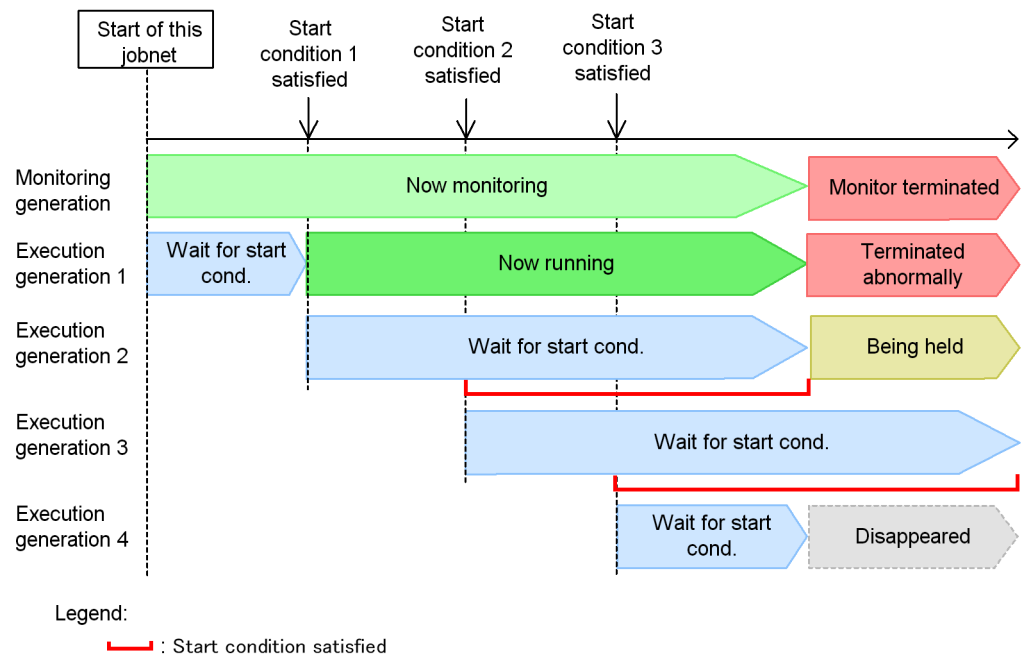 Start of this
jobnet
Start
condition 1
satisfied
Start
condition 2
satisfied
Start
condition 3
satisfied
Monitoring
generation
Now monitoring
Monitor terminated
Execution
generation 1
Wait for start
cond.
Now running
Terminated
abnormally
Execution
generation 2
Wait for start cond.
Being held
Execution
generation 3
Wait for start cond.
Execution
generation 4
Wait for start
cond.
Disappeared
Legend:
: Start condition satisfied